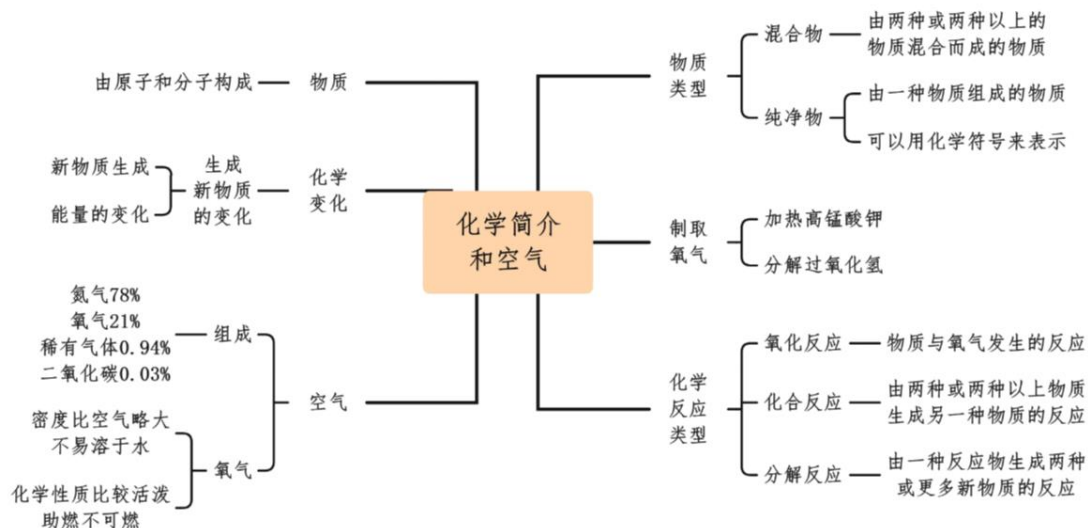 化学简介
和空气
物质
由原子和分子构成
化学
变化
生成
新物质
的变化
新物质生成
能量的变化
空气
组成
氮气78%
氧气21%
稀有气体0.94%
二氧化碳0.03%
氧气
密度比空气略大
不易溶于水
化学性质比较活泼
助燃不可燃
物质
类型
混合物
由两种或两种以上的
物质混合而成的物质
纯净物
由一种物质组成的物质
可以用化学符号来表示
制取
氧气
加热高锰酸钾
分解过氧化氢
化学
反应
类型
氧化反应
物质与氧气发生的反应
化合反应
由两种或两种以上物质
生成另一种物质的反应
分解反应
由一种反应物生成两种
或更多新物质的反应